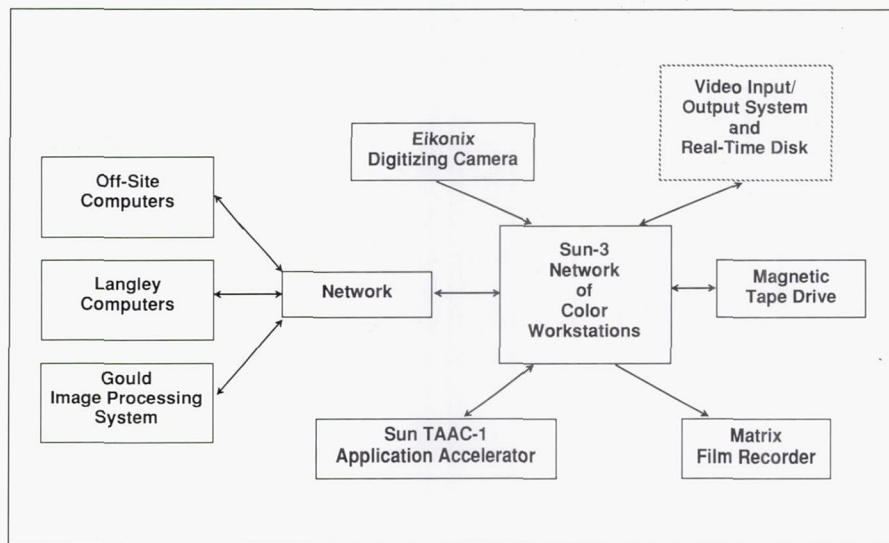 Video Input/
Output System
and
Real-Time Disk
Eikonix
Digitizing Camera
Off-Site
Computers
Sun-3
Network
of
Color
Workstations
Langley
Computers
Network
Magnetic
Tape Drive
Gould
Image Processing
System
Sun TAAC-1
Application Accelerator
Matrix
Film Recorder